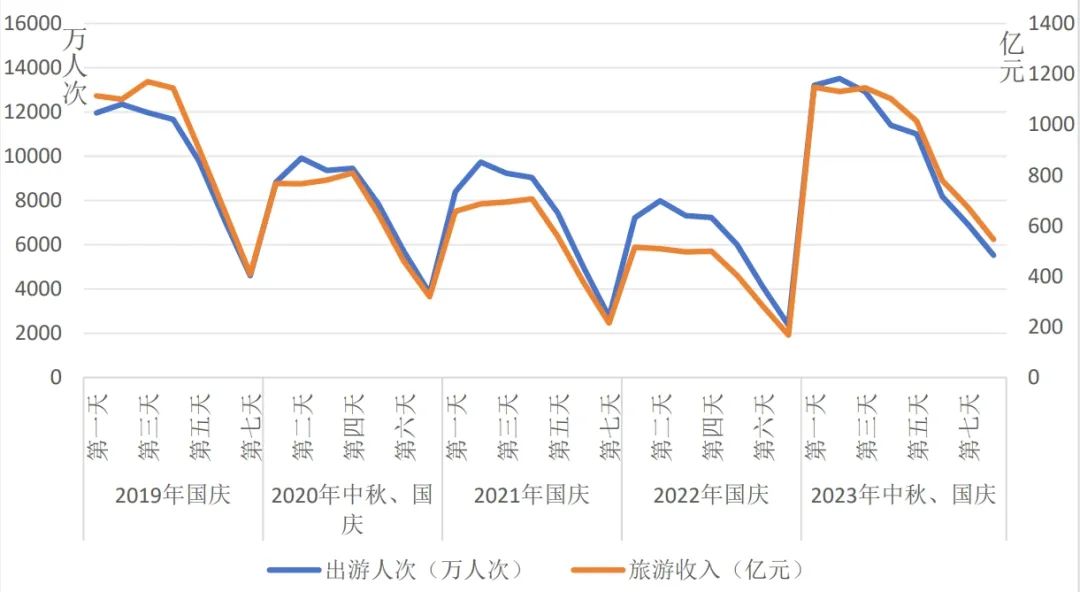 16000
14000
12000
10000
8000
6000
4000
2000
0
万人次
1400
1200
1000
800
600
400
200
0
亿元
第一天
第三天
第五天
第七天
第二天
第四天
第六天
第一天
第三天
第五天
第七天
第二天
第四天
第六天
第一天
第三天
第五天
第七天
2019年国庆
2020年中秋、国
庆
2021年国庆
2022年国庆
2023年中秋、国庆
出游人次（万人次）
旅游收入（亿元）